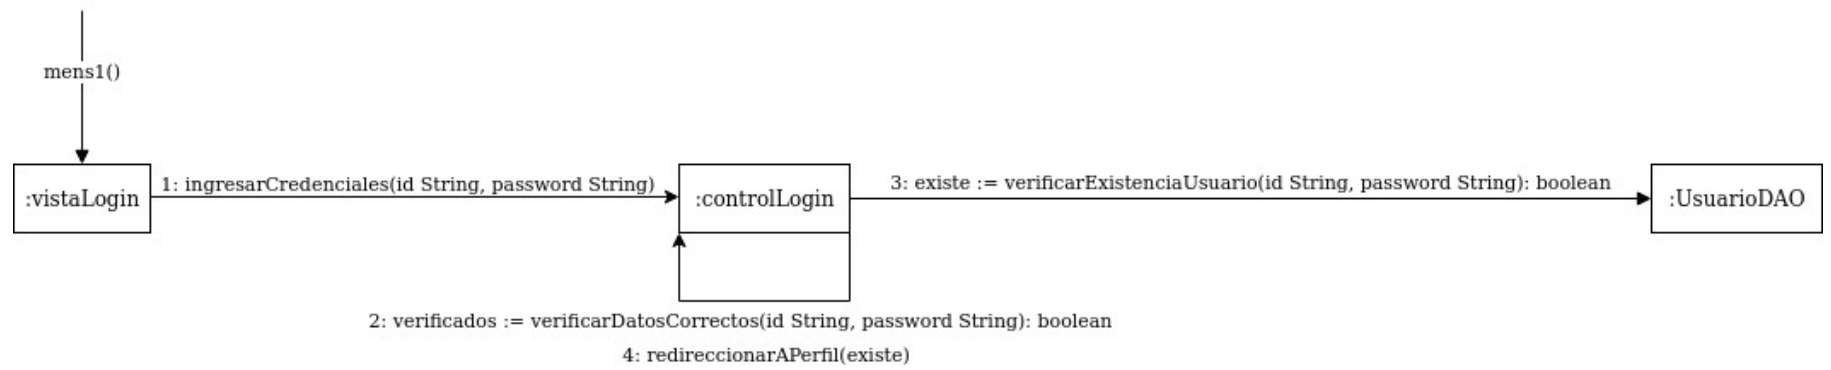 mens1()
:vistaLogin
1: ingresarCredenciales(id String, password String)
:controlLogin
3: existe := verificarExistenciaUsuario(id String, password String): boolean
:UsuarioDAO
2: verificados := verificarDatosCorrectos(id String, password String): boolean
4: redireccionarAPerfil(existe)